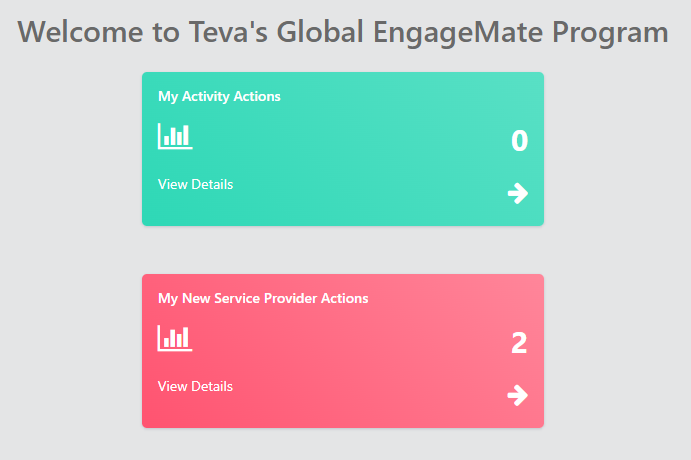 Welcome to Teva's Global EngageMate Program
My Activity Actions
0
View Details
My New Service Provider Actions
2
View Details